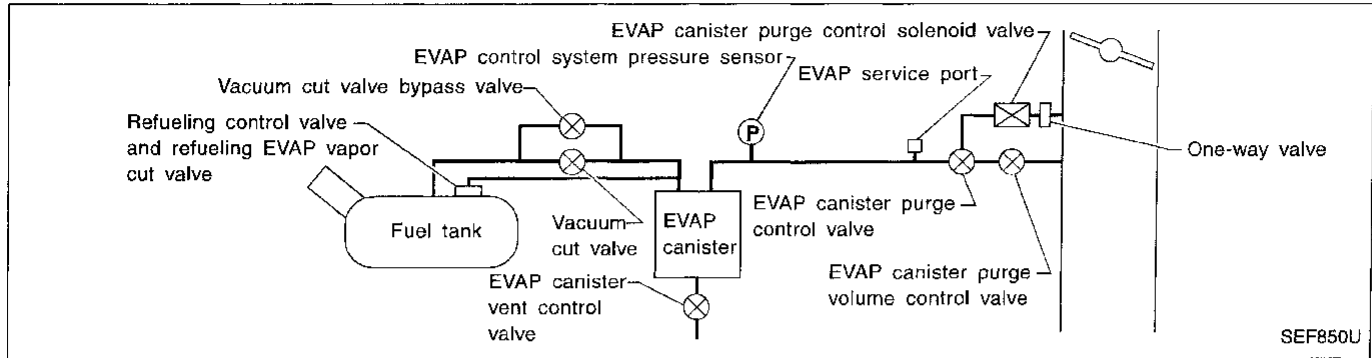 EVAP canister purge control solenoid valve
EVAP control system pressure sensor
EVAP service port
Vacuum cut valve bypass valve
Refueling control valve
and refueling EVAP vapor
cut valve
P
One-way valve
Fuel tank
Vacuum
cut valve
EVAP
canister
EVAP canister purge
control valve
EVAP canister
vent control
valve
EVAP canister purge
volume control valve
SEF850U